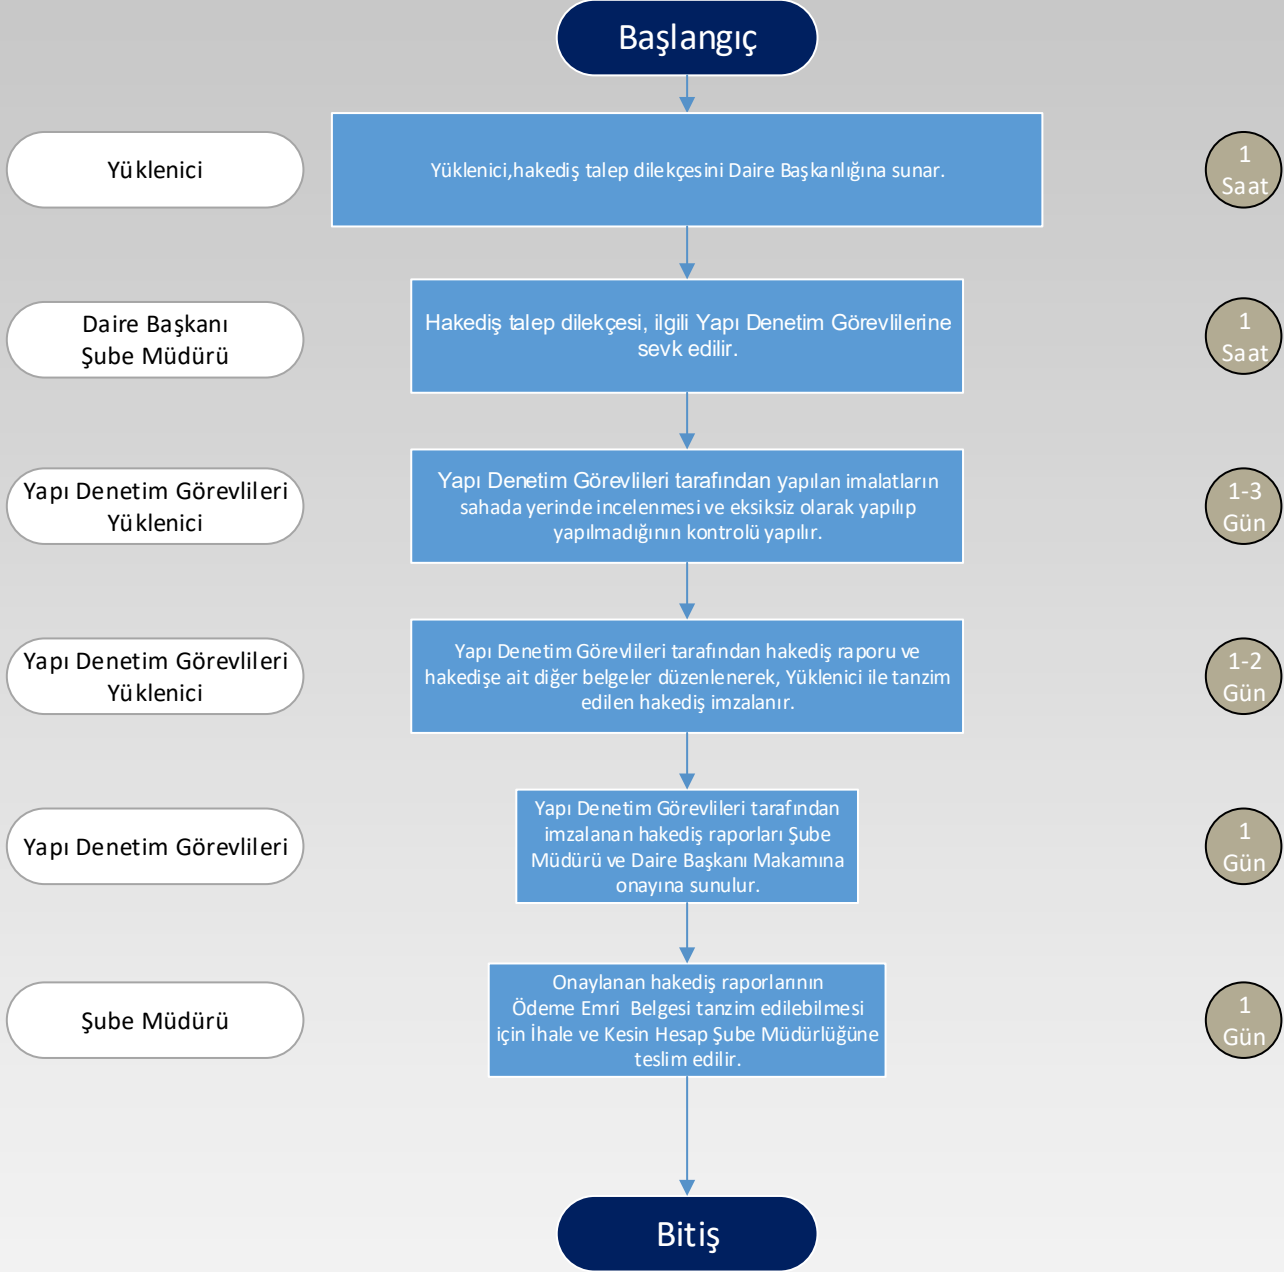 Başlangıç
Yüklenici
Yüklenici,hakediş talep dilekçesini Daire Başkanlığına sunar.
1
Saat
Daire Başkanı
Şube Müdürü
Hakediş talep dilekçesi, ilgili Yapı Denetim Görevlilerine
sevk edilir.
1
Saat
Yapı Denetim Görevlileri
Yüklenici
Yapı Denetim Görevlileri tarafından yapılan imalatların
sahada yerinde incelenmesi ve eksiksiz olarak yapılıp
yapılmadığının kontrolü yapılır.
1-3
Gün
Yapı Denetim Görevlileri
Yüklenici
Yapı Denetim Görevlileri tarafından hakediş raporu ve
hakedişe ait diğer belgeler düzenlenerek, Yüklenici ile tanzim
edilen hakediş imzalanır.
1-2
Gün
Yapı Denetim Görevlileri
Yapı Denetim Görevlileri tarafından
imzalanan hakediş raporları Şube
Müdürü ve Daire Başkanı Makamına
onayına sunulur.
1
Gün
Şube Müdürü
Onaylanan hakediş raporlarının
Ödeme Emri Belgesi tanzim edilebilmesi
için İhale ve Kesin Hesap Şube Müdürlüğüne
teslim edilir.
1
Gün
Bitiş